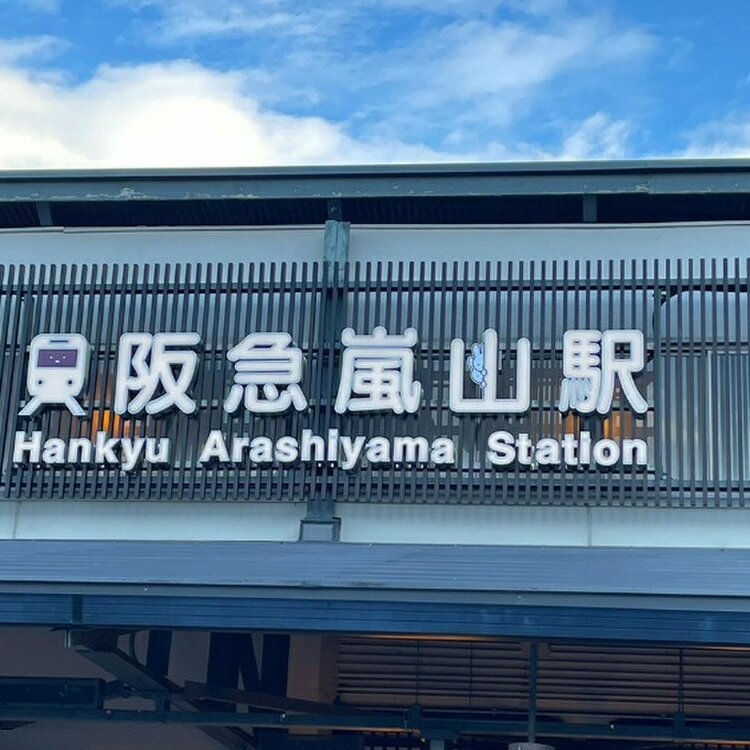 阪急嵐山駅
Hankyu Arashiyama Station